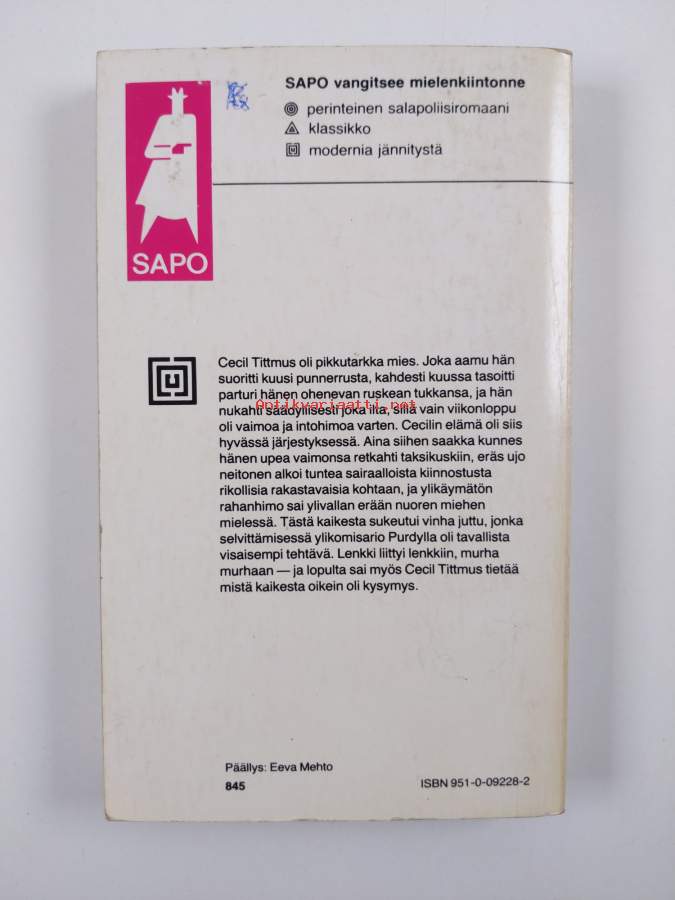 SAPO vangitsee mielenkiintonne
perinteinen salapoliisiromaani
klassikko
modernia jännitystä
SAPO
Cecil Tittmus oli pikkutarkka mies. Joka aamu hän
suoritti kuusi punnerrusta, kahdesti kuussa tasoitti
parturi hänen ohenevan ruskean tukkansa, ja hän
nukahti säädyllisesti joka ilta, sillä vain viikonloppu
Antikvariaatti.net
oli vaimoa ja intohimoa varten. Cecilin elämä oli siis
hyvässä järjestyksessä. Aina siihen saakka kunnes
hänen upea vaimonsa retkahti taksikuskiin, eräs ujo
neitonen alkoi tuntea sairaalloista kiinnostusta
rikollisia rakastavaisia kohtaan, ja ylikäymätön
rahanhimo sai ylivallan erään nuoren miehen
mielessä. Tästä kaikesta sukeutui vinha juttu, jonka
selvittämisessä ylikomisario Purdylla oli tavallista
visaisempi tehtävä. Lenkki liittyi lenkkiin, murha
murhaan — ja lopulta sai myös Cecil Tittmus tietää
mistä kaikesta oikein oli kysymys.
Päällys: Eeva Mehto
845
ISBN 951-0-09228-2